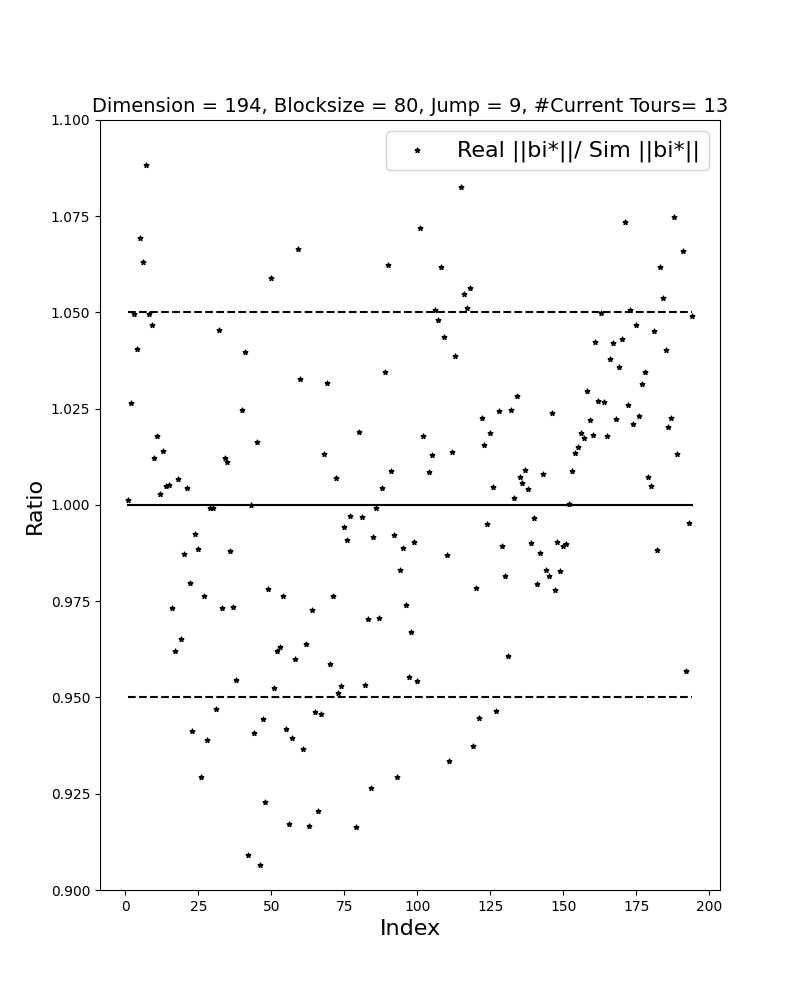 Dimension = 194, Blocksize = 80, Jump = 9, #Current Tours= 13
Real ||bi*||/ Sim ||bi*||
1.100
1.075
1.050
1.025
1.000
0.975
0.950
0.925
0.900
Ratio
0 25 50 75 100 125 150 175 200
Index